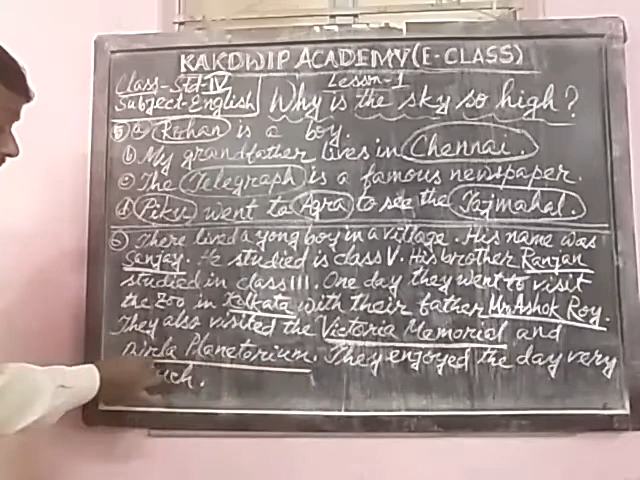 KAKDWIP ACADEMY (E-CLASS)
Class-Std-IV
Lesson-1
Subject-English
Why is the sky so high?
5 a) Rohan is a boy.
b) My grandfather lives in Chennai.
c) The Telegraph is a famous newspaper.
d) Piku went to Agra to see the Tajmahal.
6) There lived a yong boy in a village. His name was
Sanjay. He studied is class V. His brother Ranjan
studied in class III. One day they went to visit
the Zoo in Kolkata with their father Mr Ashok Roy.
They also visited the Victoria Memorial and
Birla Planetorium. They enjoyed the day very